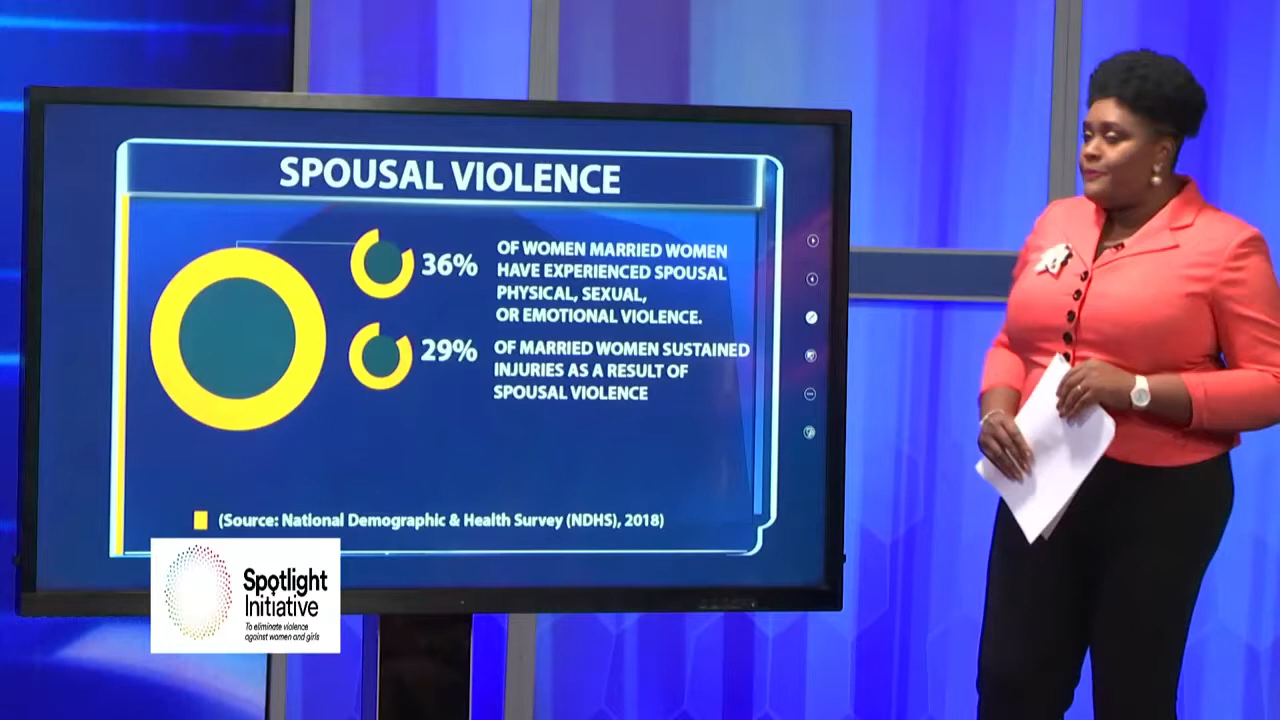 SPOUSAL VIOLENCE
36%
OF WOMEN MARRIED WOMEN
HAVE EXPERIENCED SPOUSAL
PHYSICAL, SEXUAL,
OR EMOTIONAL VIOLENCE.
29%
OF MARRIED WOMEN SUSTAINED
INJURIES AS A RESULT OF
SPOUSAL VIOLENCE
(Source: National Demographic & Health Survey (NDHS), 2018)
Spotlight
Initiative
To eliminate violence
against women and girls